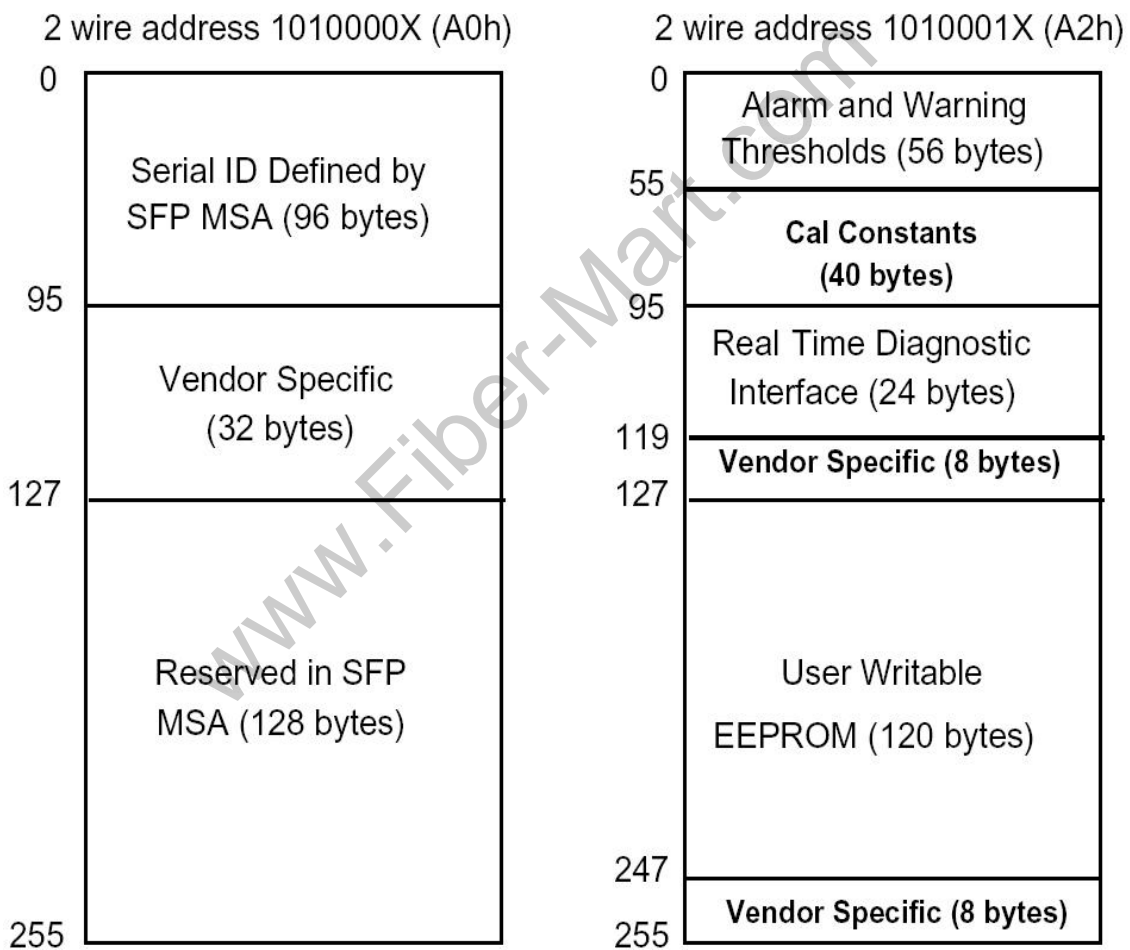 2 wire address 1010000X (A0h)
0
Serial ID Defined by
SFP MSA (96 bytes)
95
Vendor Specific
(32 bytes)
127
Reserved in SFP
MSA (128 bytes)
255
2 wire address 1010001X (A2h)
0
Alarm and Warning
Thresholds (56 bytes)
55
Cal Constants
(40 bytes)
95
Real Time Diagnostic
Interface (24 bytes)
119
Vendor Specific (8 bytes)
127
User Writable
EEPROM (120 bytes)
247
Vendor Specific (8 bytes)
255
www.Fiber-Mart.com